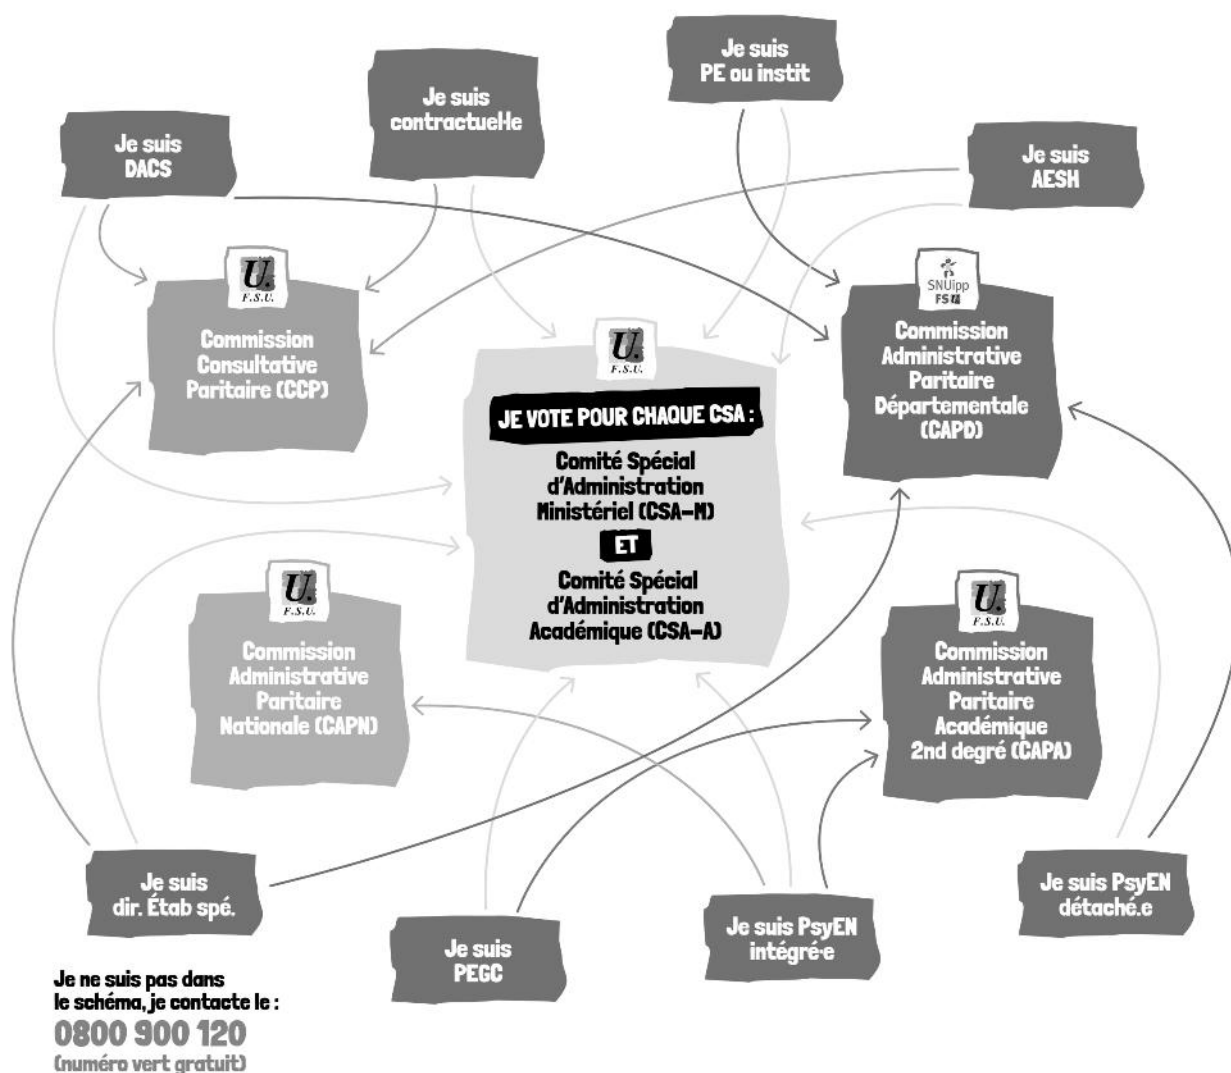 Je suis
PE ou instit
Je suis
contractuel·le
Je suis
DACS
Je suis
AESH
U.
F.S.U.
Commission
Consultative
Paritaire (CCP)
SNUipp
FSU
Commission
Administrative
Paritaire
Départementale
(CAPD)
U.
F.S.U.
JE VOTE POUR CHAQUE CSA :
Comité Spécial
d'Administration
Ministériel (CSA-M)
ET
Comité Spécial
d'Administration
Académique (CSA-A)
U.
F.S.U.
Commission
Administrative
Paritaire
Nationale (CAPN)
U.
F.S.U.
Commission
Administrative
Paritaire
Académique
2nd degré (CAPA)
Je suis
dir. Étab spé.
Je suis
PEGC
Je suis PsyEN
intégré·e
Je suis PsyEN
détaché.e
Je ne suis pas dans
le schéma, je contacte le :
0800 900 120
(numéro vert gratuit)